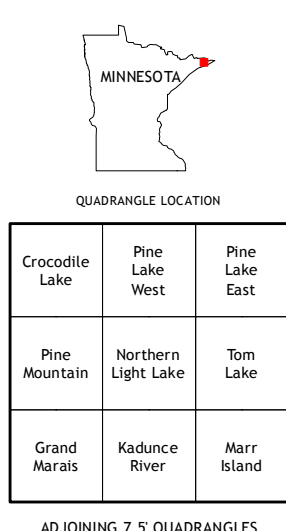 MINNESOTA
QUADRANGLE LOCATION
Crocodile
Lake
Pine
Lake
West
Pine
Lake
East
Pine
Mountain
Northern
Light Lake
Tom
Lake
Grand
Marais
Kadunce
River
Marr
Island
ADJOINING 7.5' QUADRANGLES